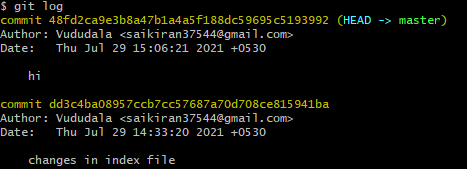 $ git log
commit 48fd2ca9e3b8a47b1a4a5f188dc59695c5193992 (HEAD -> master)
Author: Vududala <saikiran37544@gmail.com>
Date:   Thu Jul 29 15:06:21 2021 +0530
hi
commit dd3c4ba08957ccb7cc57687a70d708ce815941ba
Author: Vududala <saikiran37544@gmail.com>
Date:   Thu Jul 29 14:33:20 2021 +0530
changes in index file